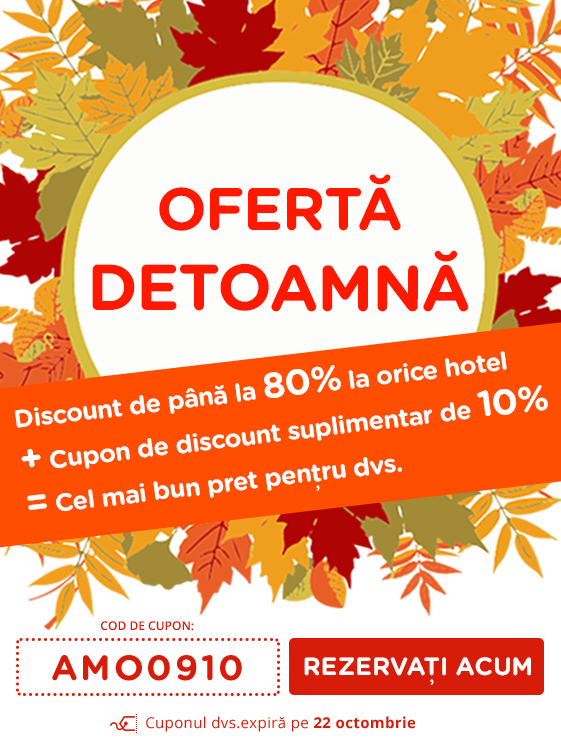 OFERTĂ
DETOAMNĂ
Discount de până la 80% la orice hotel
+ Cupon de discount suplimentar de 10%
= Cel mai bun pret pențru dvs.
COD DE CUPON:
AMO0910
REZERVAȚI ACUM
Cuponul dvs.expiră pe 22 octombrie